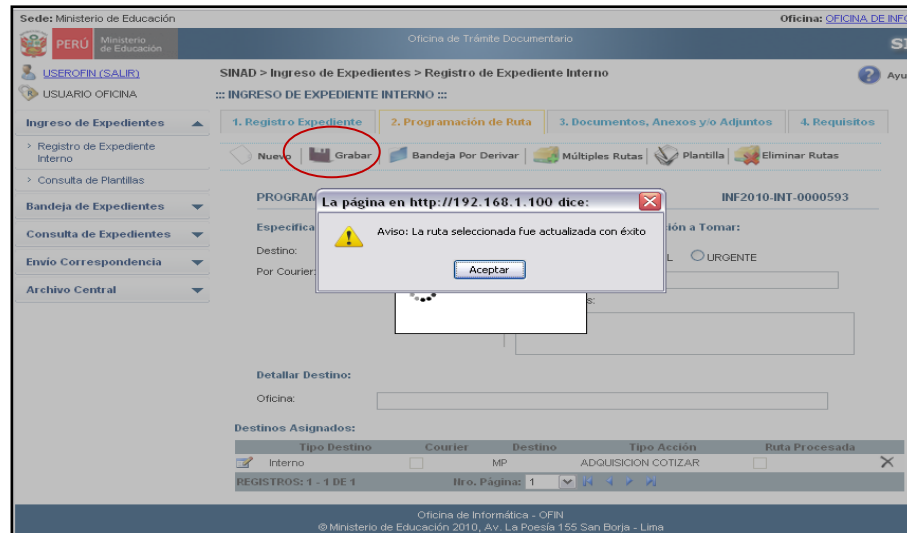 Sede: Ministerio de Educación Oficina: OFICINA DE INF
PERÚ Ministerio de Educación Oficina de Trámite Documentario
USEROFIN (SALIR) SINAD > Ingreso de Expedientes > Registro de Expediente Interno Ayu
USUARIO OFICINA ::: INGRESO DE EXPEDIENTE INTERNO :::
Ingreso de Expedientes 1. Registro Expediente 2. Programación de Ruta 3. Documentos, Anexos y/o Adjuntos 4. Requisitos
> Registro de Expediente Interno
Nuevo Grabar Bandeja Por Derivar Múltiples Rutas Plantilla Eliminar Rutas
> Consulta de Plantillas
Bandeja de Expedientes
Consulta de Expedientes
Envío Correspondencia
Archivo Central
PROGRAM INF2010-INT-0000593
La página en http://192.168.1.100 dice:
Aviso: La ruta seleccionada fue actualizada con éxito
Aceptar
Especifica ión a Tomar:
Destino: L URGENTE
Por Courier:
s:
Detallar Destino:
Oficina:
Destinos Asignados:
Tipo Destino Courier Destino Tipo Acción Ruta Procesada
Interno MP ADQUISICION COTIZAR
REGISTROS: 1 - 1 DE 1 Nro. Página: 1
Oficina de Informática - OFIN
© Ministerio de Educación 2010, Av. La Poesía 155 San Borja - Lima